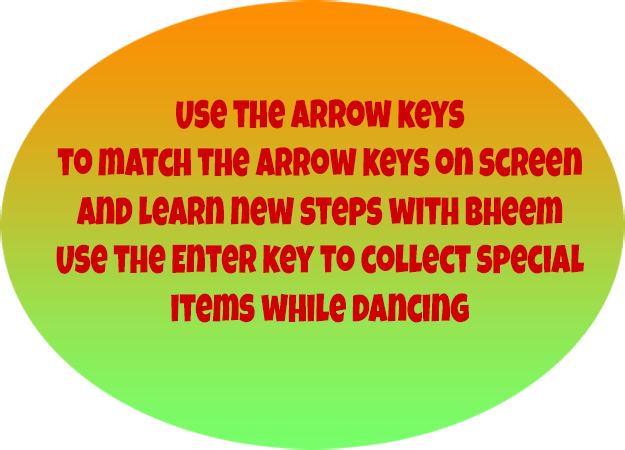 Use the Arrow keys
to match the Arrow keys on screen
and learn new steps with Bheem
Use the Enter key to collect special
items while dancing